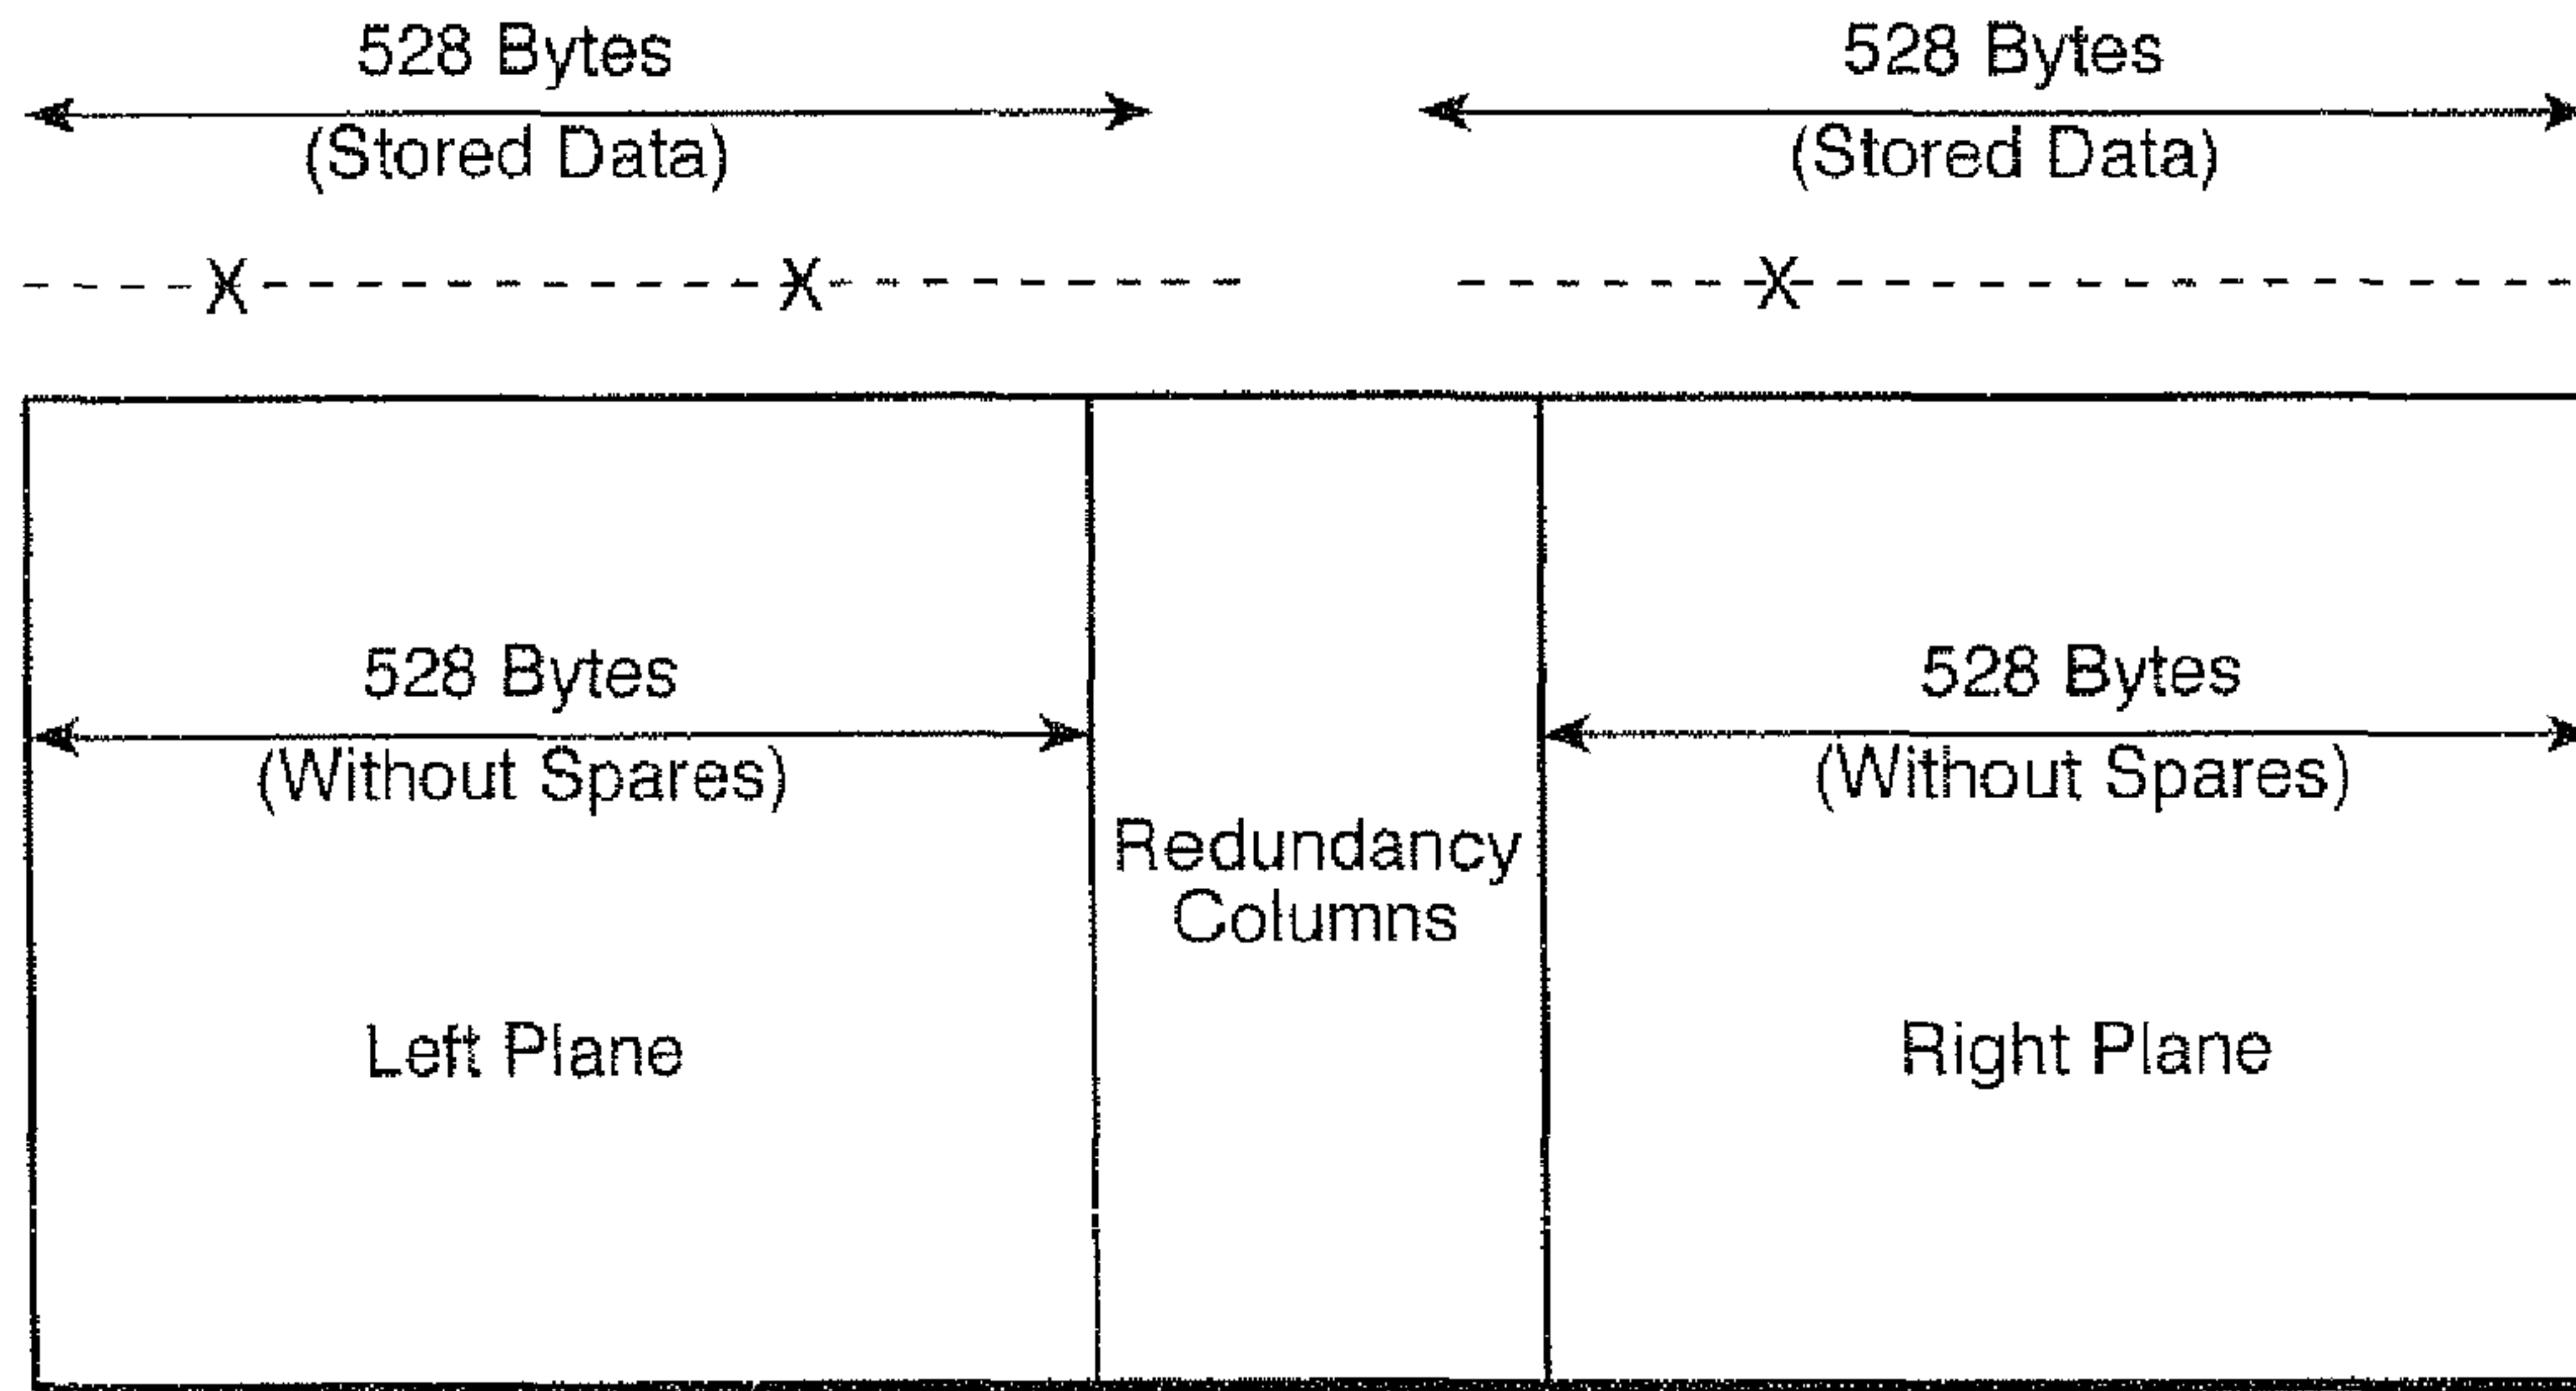 528 Bytes
(Stored Data)
528 Bytes
(Stored Data)
X X X
528 Bytes
(Without Spares)
528 Bytes
(Without Spares)
Redundancy
Columns
Left Plane
Right Plane